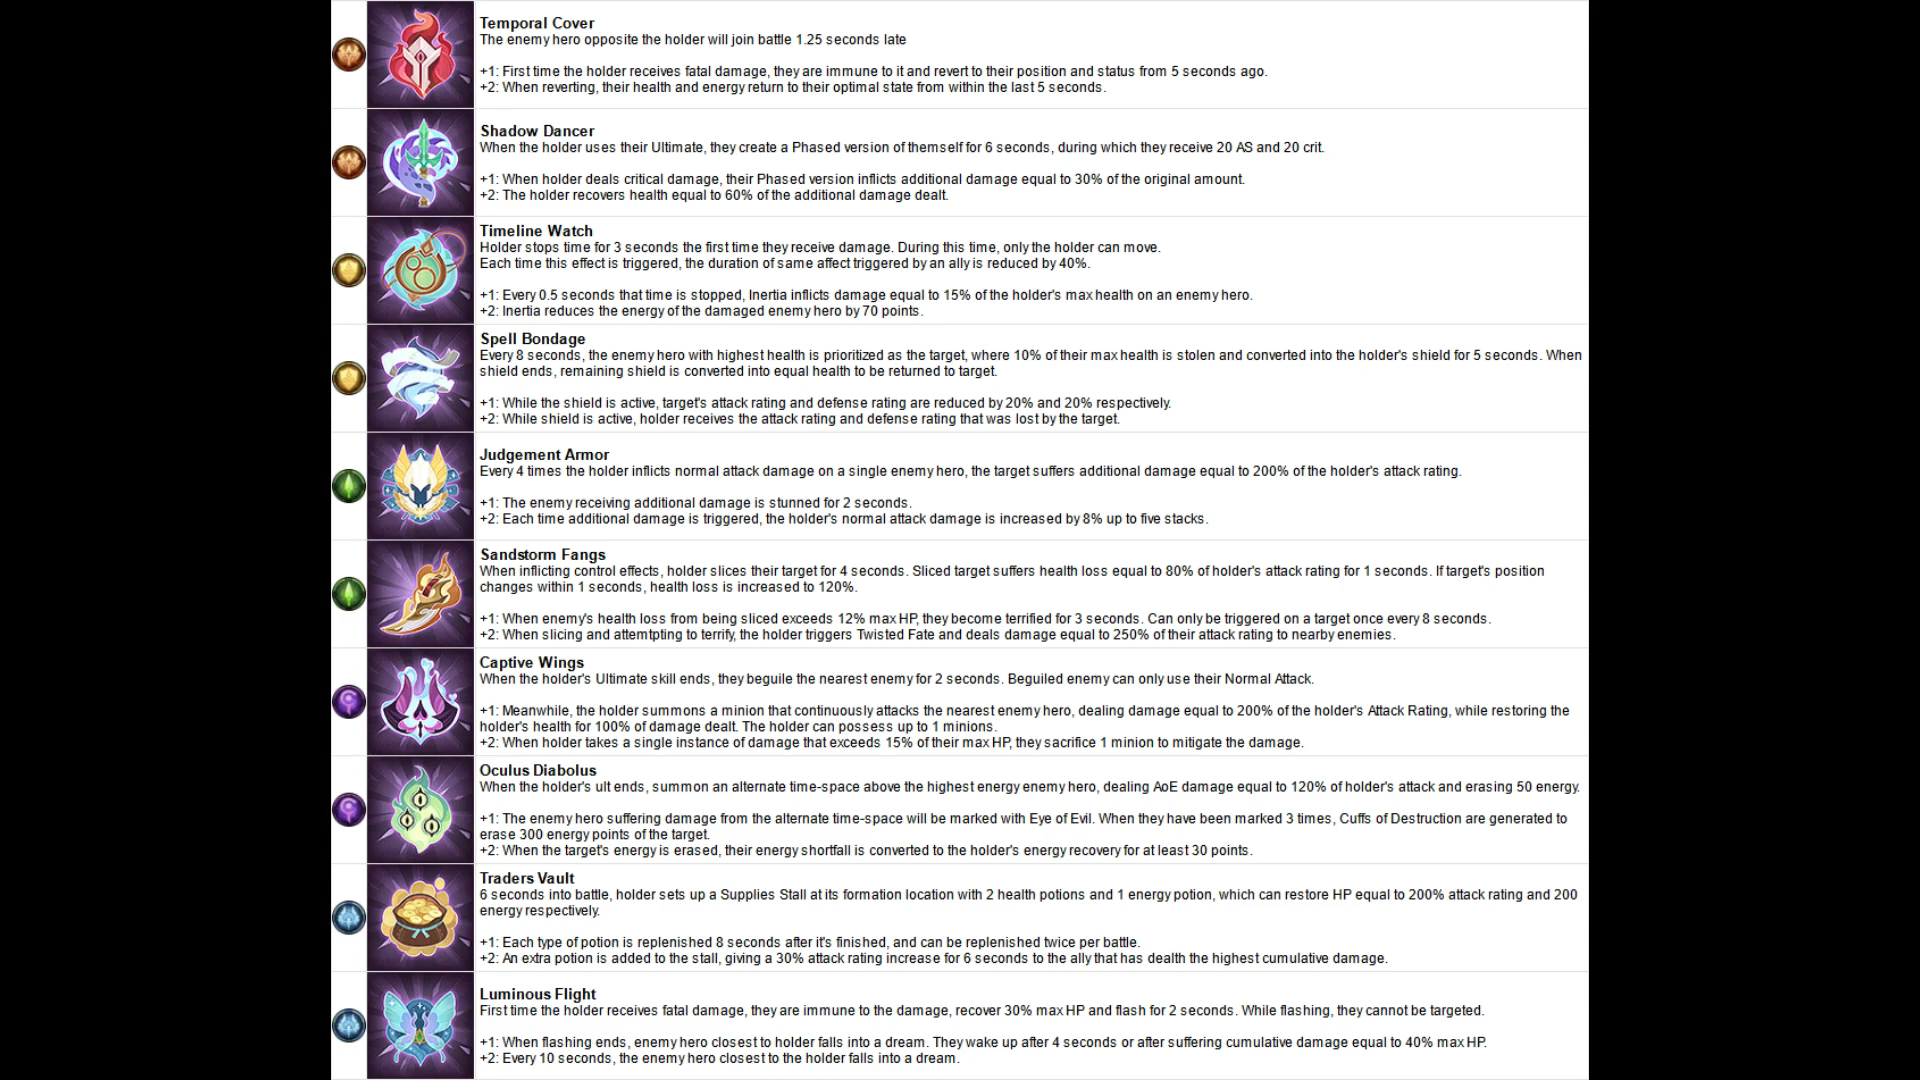 Temporal Cover
The enemy hero opposite the holder will join battle 1.25 seconds late
+1: First time the holder receives fatal damage, they are immune to it and revert to their position and status from 5 seconds ago.
+2: When reverting, their health and energy return to their optimal state from within the last 5 seconds.
Shadow Dancer
When the holder uses their Ultimate, they create a Phased version of themself for 6 seconds, during which they receive 20 AS and 20 crit.
+1: When holder deals critical damage, their Phased version inflicts additional damage equal to 30% of the original amount.
+2: The holder recovers health equal to 60% of the additional damage dealt.
Timeline Watch
Holder stops time for 3 seconds the first time they receive damage. During this time, only the holder can move.
Each time this effect is triggered, the duration of same affect triggered by an ally is reduced by 40%.
+1: Every 0.5 seconds that time is stopped, Inertia inflicts damage equal to 15% of the holder's max health on an enemy hero.
+2: Inertia reduces the energy of the damaged enemy hero by 70 points.
Spell Bondage
Every 8 seconds, the enemy hero with highest health is prioritized as the target, where 10% of their max health is stolen and converted into the holder's shield for 5 seconds. When
shield ends, remaining shield is converted into equal health to be returned to target.
+1: While the shield is active, target's attack rating and defense rating are reduced by 20% and 20% respectively.
+2: While shield is active, holder receives the attack rating and defense rating that was lost by the target.
Judgement Armor
Every 4 times the holder inflicts normal attack damage on a single enemy hero, the target suffers additional damage equal to 200% of the holder's attack rating.
+1: The enemy receiving additional damage is stunned for 2 seconds.
+2: Each time additional damage is triggered, the holder's normal attack damage is increased by 8% up to five stacks.
Sandstorm Fangs
When inflicting control effects, holder slices their target for 4 seconds. Sliced target suffers health loss equal to 80% of holder's attack rating for 1 seconds. If target's position
changes within 1 seconds, health loss is increased to 120%.
+1: When enemy's health loss from being sliced exceeds 12% max HP, they become terrified for 3 seconds. Can only be triggered on a target once every 8 seconds.
+2: When slicing and attemtpting to terrify, the holder triggers Twisted Fate and deals damage equal to 250% of their attack rating to nearby enemies.
Captive Wings
When the holder's Ultimate skill ends, they beguile the nearest enemy for 2 seconds. Beguiled enemy can only use their Normal Attack.
+1: Meanwhile, the holder summons a minion that continuously attacks the nearest enemy hero, dealing damage equal to 200% of the holder's Attack Rating, while restoring the
holder's health for 100% of damage dealt. The holder can possess up to 1 minions.
+2: When holder takes a single instance of damage that exceeds 15% of their max HP, they sacrifice 1 minion to mitigate the damage.
Oculus Diabolus
When the holder's ult ends, summon an alternate time-space above the highest energy enemy hero, dealing AoE damage equal to 120% of holder's attack and erasing 50 energy.
+1: The enemy hero suffering damage from the alternate time-space will be marked with Eye of Evil. When they have been marked 3 times, Cuffs of Destruction are generated to
erase 300 energy points of the target.
+2: When the target's energy is erased, their energy shortfall is converted to the holder's energy recovery for at least 30 points.
Traders Vault
6 seconds into battle, holder sets up a Supplies Stall at its formation location with 2 health potions and 1 energy potion, which can restore HP equal to 200% attack rating and 200
energy respectively.
+1: Each type of potion is replenished 8 seconds after it's finished, and can be replenished twice per battle.
+2: An extra potion is added to the stall, giving a 30% attack rating increase for 6 seconds to the ally that has dealth the highest cumulative damage.
Luminous Flight
First time the holder receives fatal damage, they are immune to the damage, recover 30% max HP and flash for 2 seconds. While flashing, they cannot be targeted.
+1: When flashing ends, enemy hero closest to holder falls into a dream. They wake up after 4 seconds or after suffering cumulative damage equal to 40% max HP.
+2: Every 10 seconds, the enemy hero closest to the holder falls into a dream.